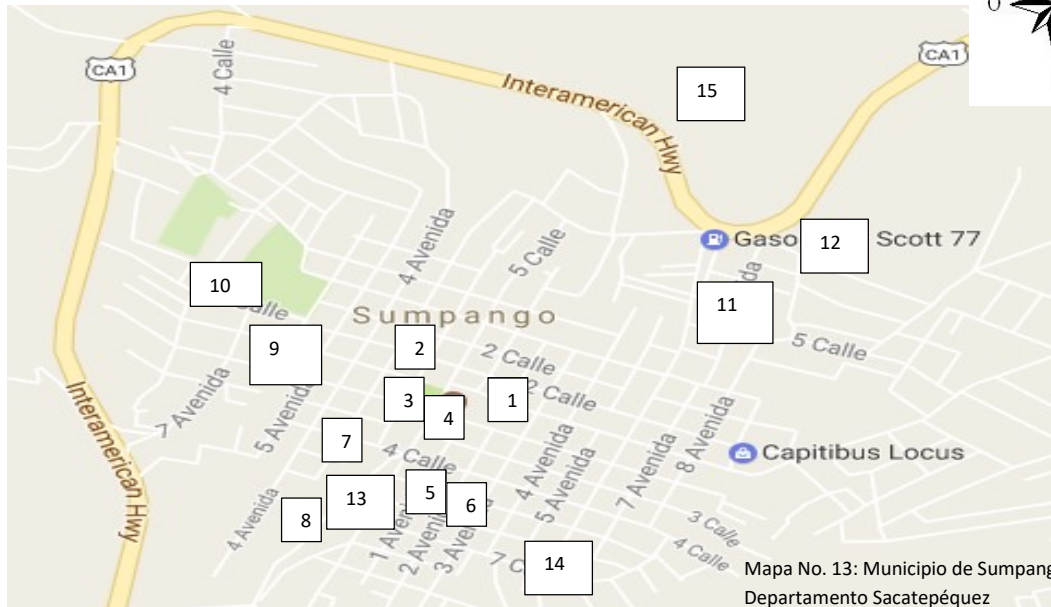 O
CA1
CA1
4 Calle
Interamerican Hwy
15
Gaso
12
Scott 77
4 Avenida
5 Calle
10
11
Sumpango
5 Calle
9
2
2 Calle
2 Calle
3
4
1
7 Avenida
5 Avenida
Interamerican Hwy
7
4 Calle
8 Avenida
7 Avenida
Capitibus Locus
4 Avenida
5 Avenida
13
5
6
8
4 Avenida
1 Avenida
2 Avenida
3 Avenida
3 Calle
4 Calle
7 C
14
Mapa No. 13: Municipio de Sumpang
Departamento Sacatepéquez